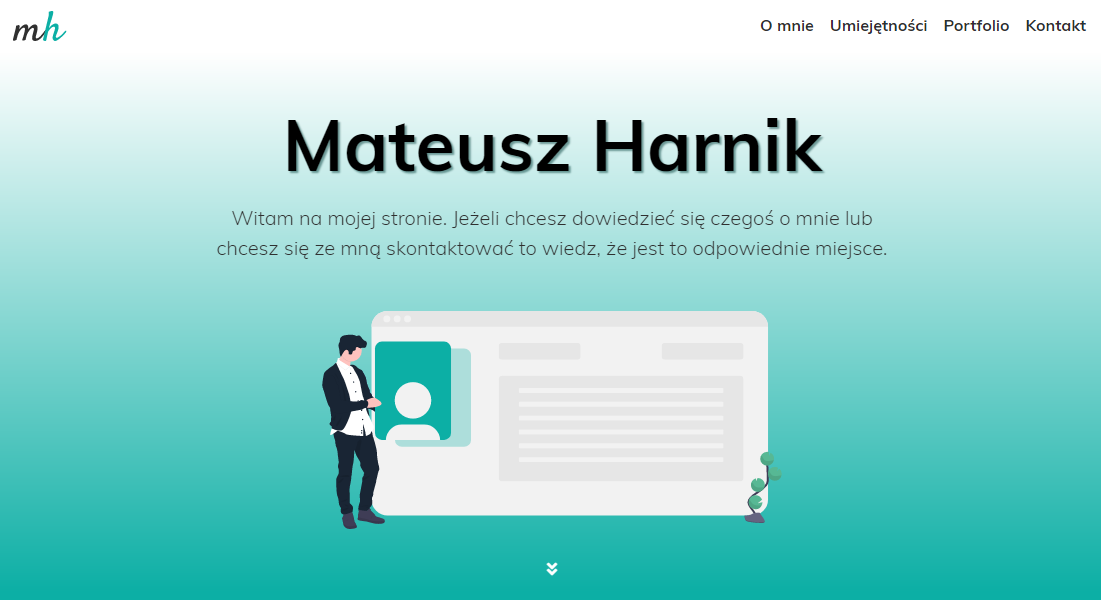 mh
O mnie Umiejętności Portfolio Kontakt
Mateusz Harnik
Witam na mojej stronie. Jeżeli chcesz dowiedzieć się czegoś o mnie lub
chcesz się ze mną skontaktować to wiedz, że jest to odpowiednie miejsce.